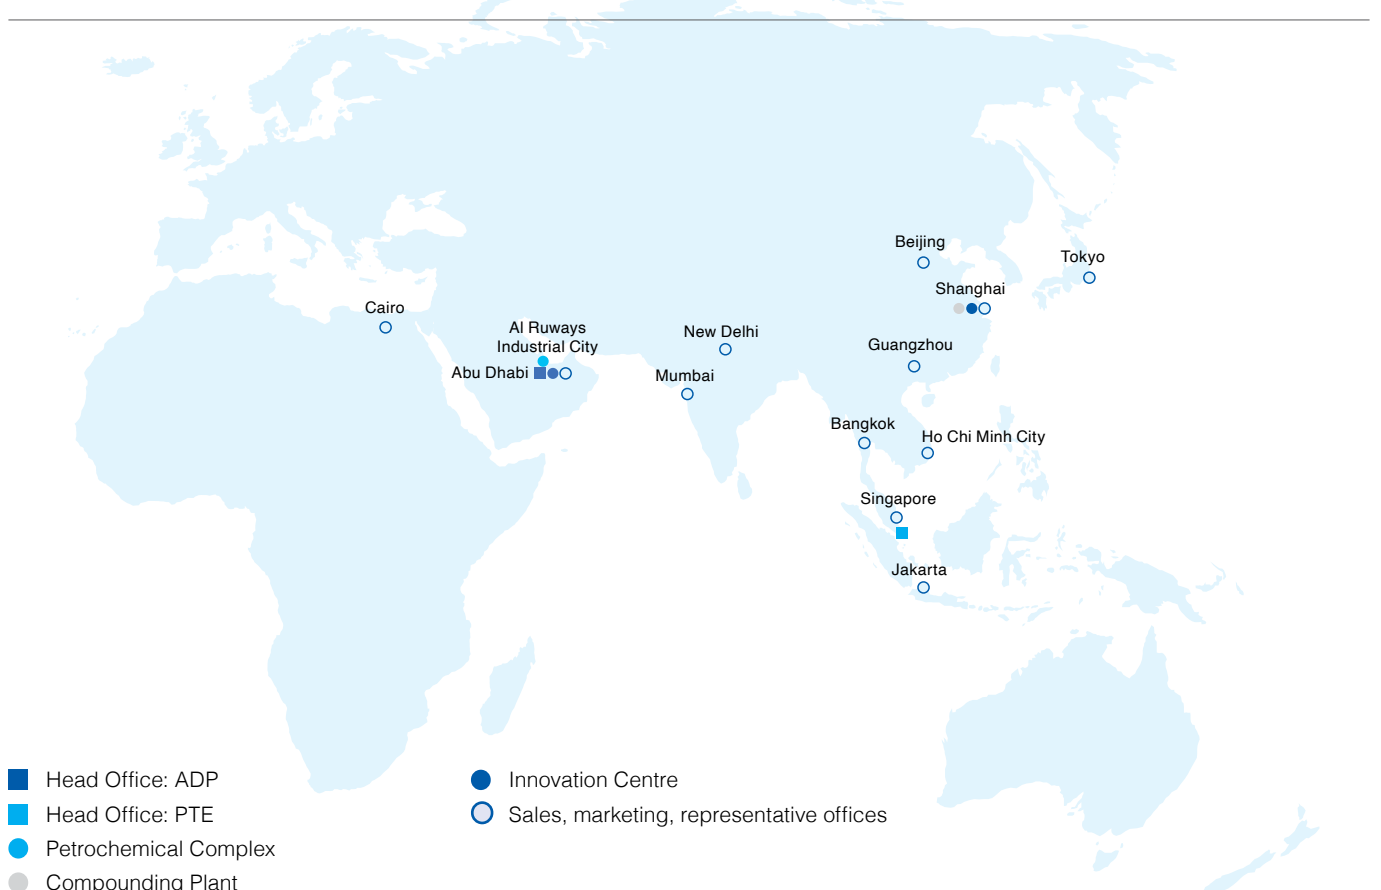 Beijing
Tokyo
Shanghai
Cairo
Al Ruways
Industrial City
New Delhi
Guangzhou
Abu Dhabi
Mumbai
Bangkok
Ho Chi Minh City
Singapore
Jakarta
Head Office: ADP
Head Office: PTE
Petrochemical Complex
Compounding Plant
Innovation Centre
Sales, marketing, representative offices